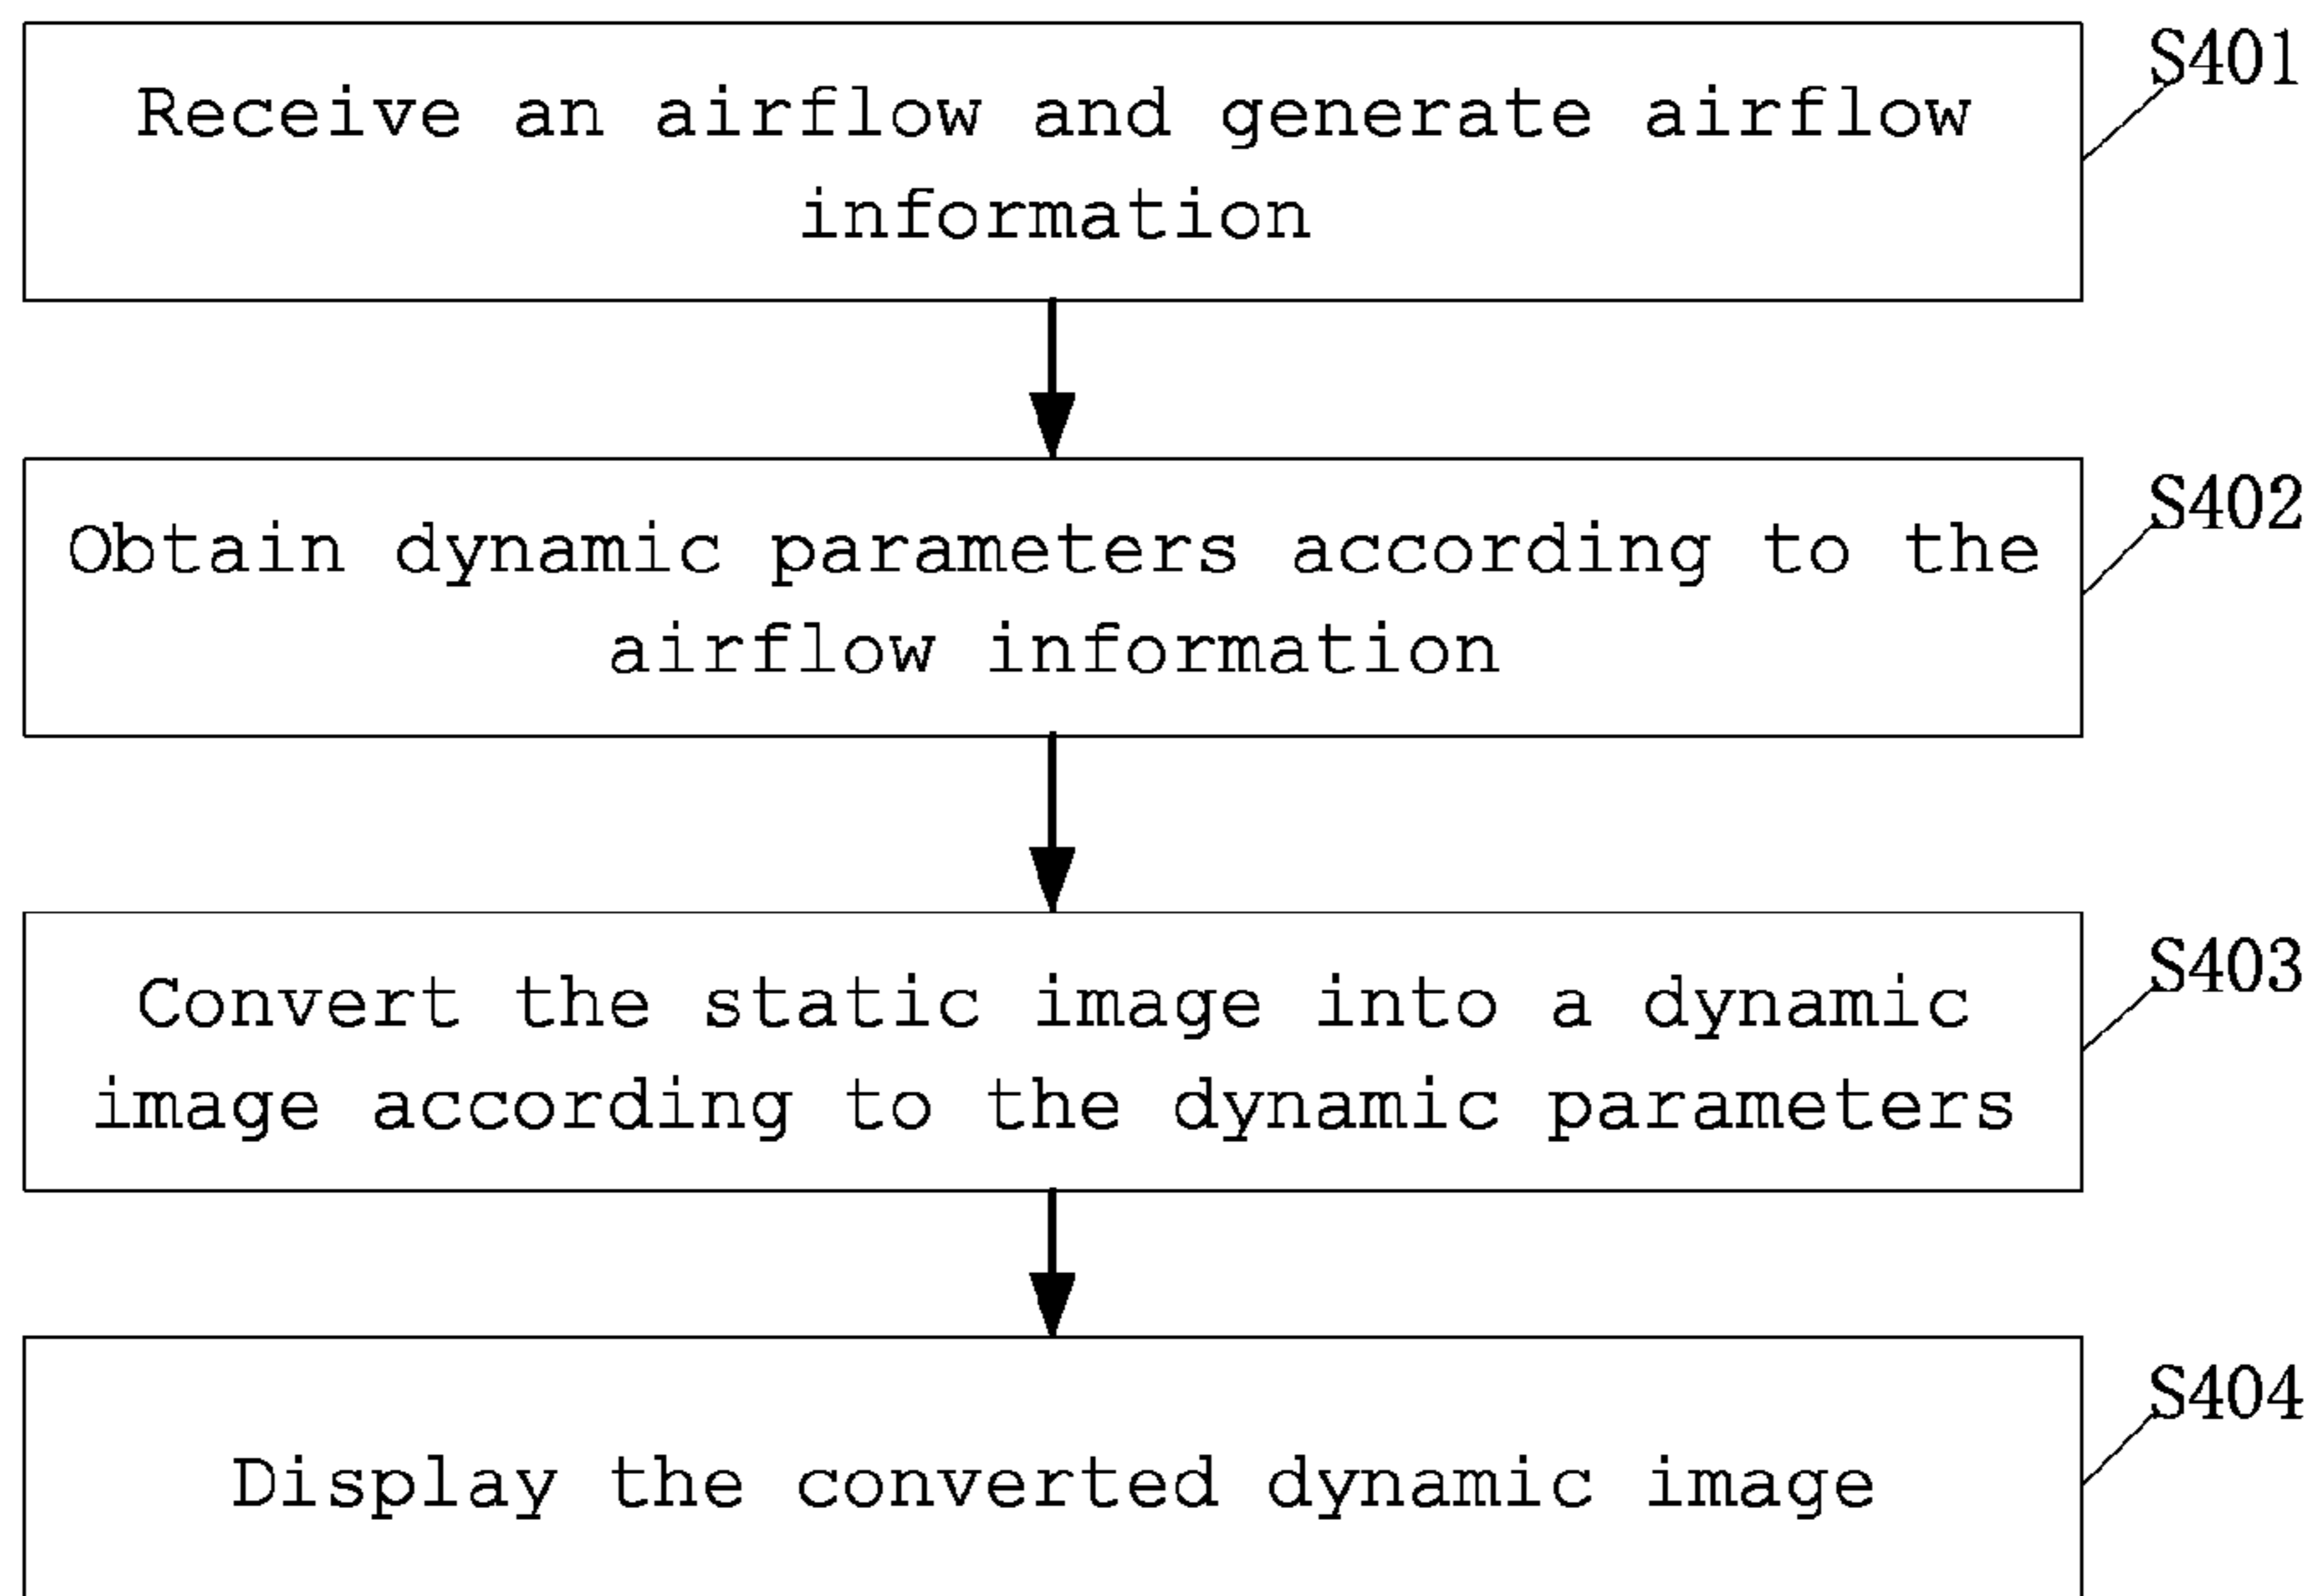 S401
Receive an airflow and generate airflow
information
S402
Obtain dynamic parameters according to the
airflow information
S403
Convert the static image into a dynamic
image according to the dynamic parameters
S404
Display the converted dynamic image